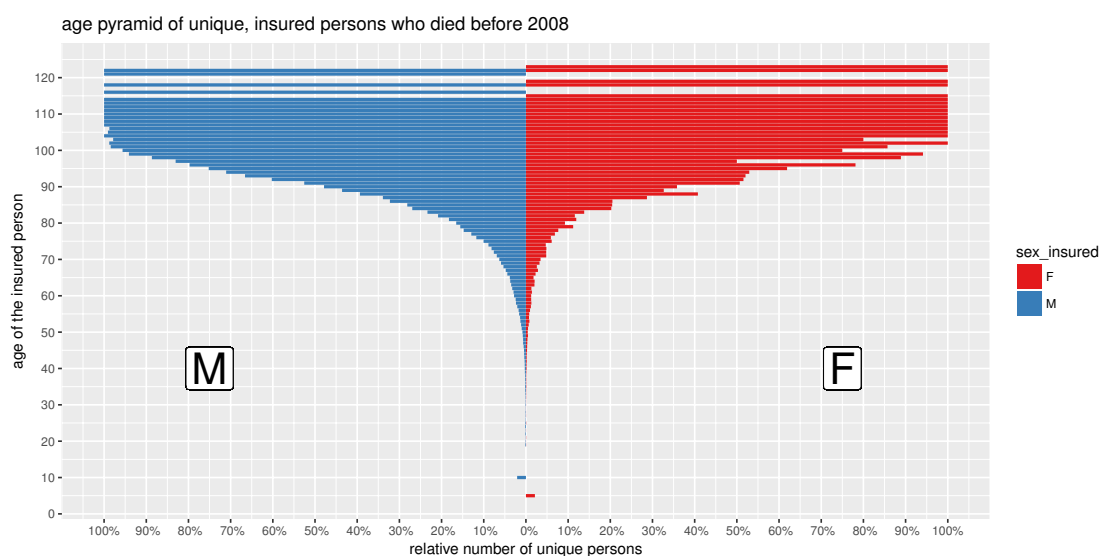 age pyramid of unique, insured persons who died before 2008
120
110
100
90
80
70
60
50
40
30
20
10
0
age of the insured person
M
F
sex_insured
F
M
100% 90% 80% 70% 60% 50% 40% 30% 20% 10% 0% 10% 20% 30% 40% 50% 60% 70% 80% 90% 100%
relative number of unique persons